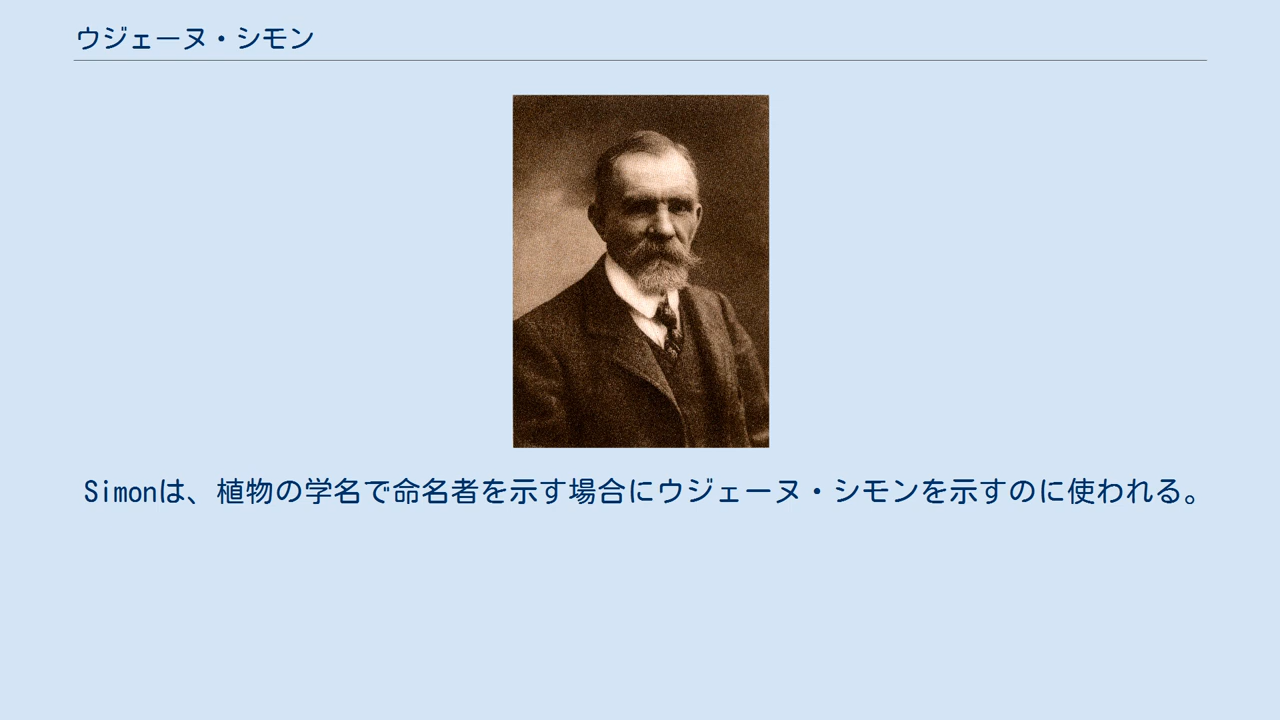 ウジェーヌ・シモン
Simonは、植物の学名で命名者を示す場合にウジェーヌ・シモンを示すのに使われる。